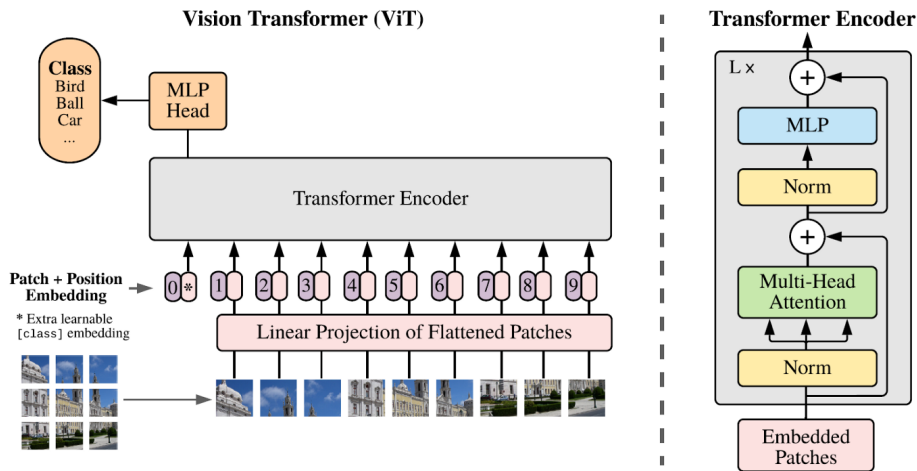 Vision Transformer (ViT)
Class
Bird
Ball
Car
...
MLP
Head
Transformer Encoder
Patch + Position
Embedding
0 * 1 2 3 4 5 6 7 8 9
* Extra learnable
[class] embedding
Linear Projection of Flattened Patches
Transformer Encoder
L ×
+
MLP
Norm
+
Multi-Head
Attention
Norm
Embedded
Patches